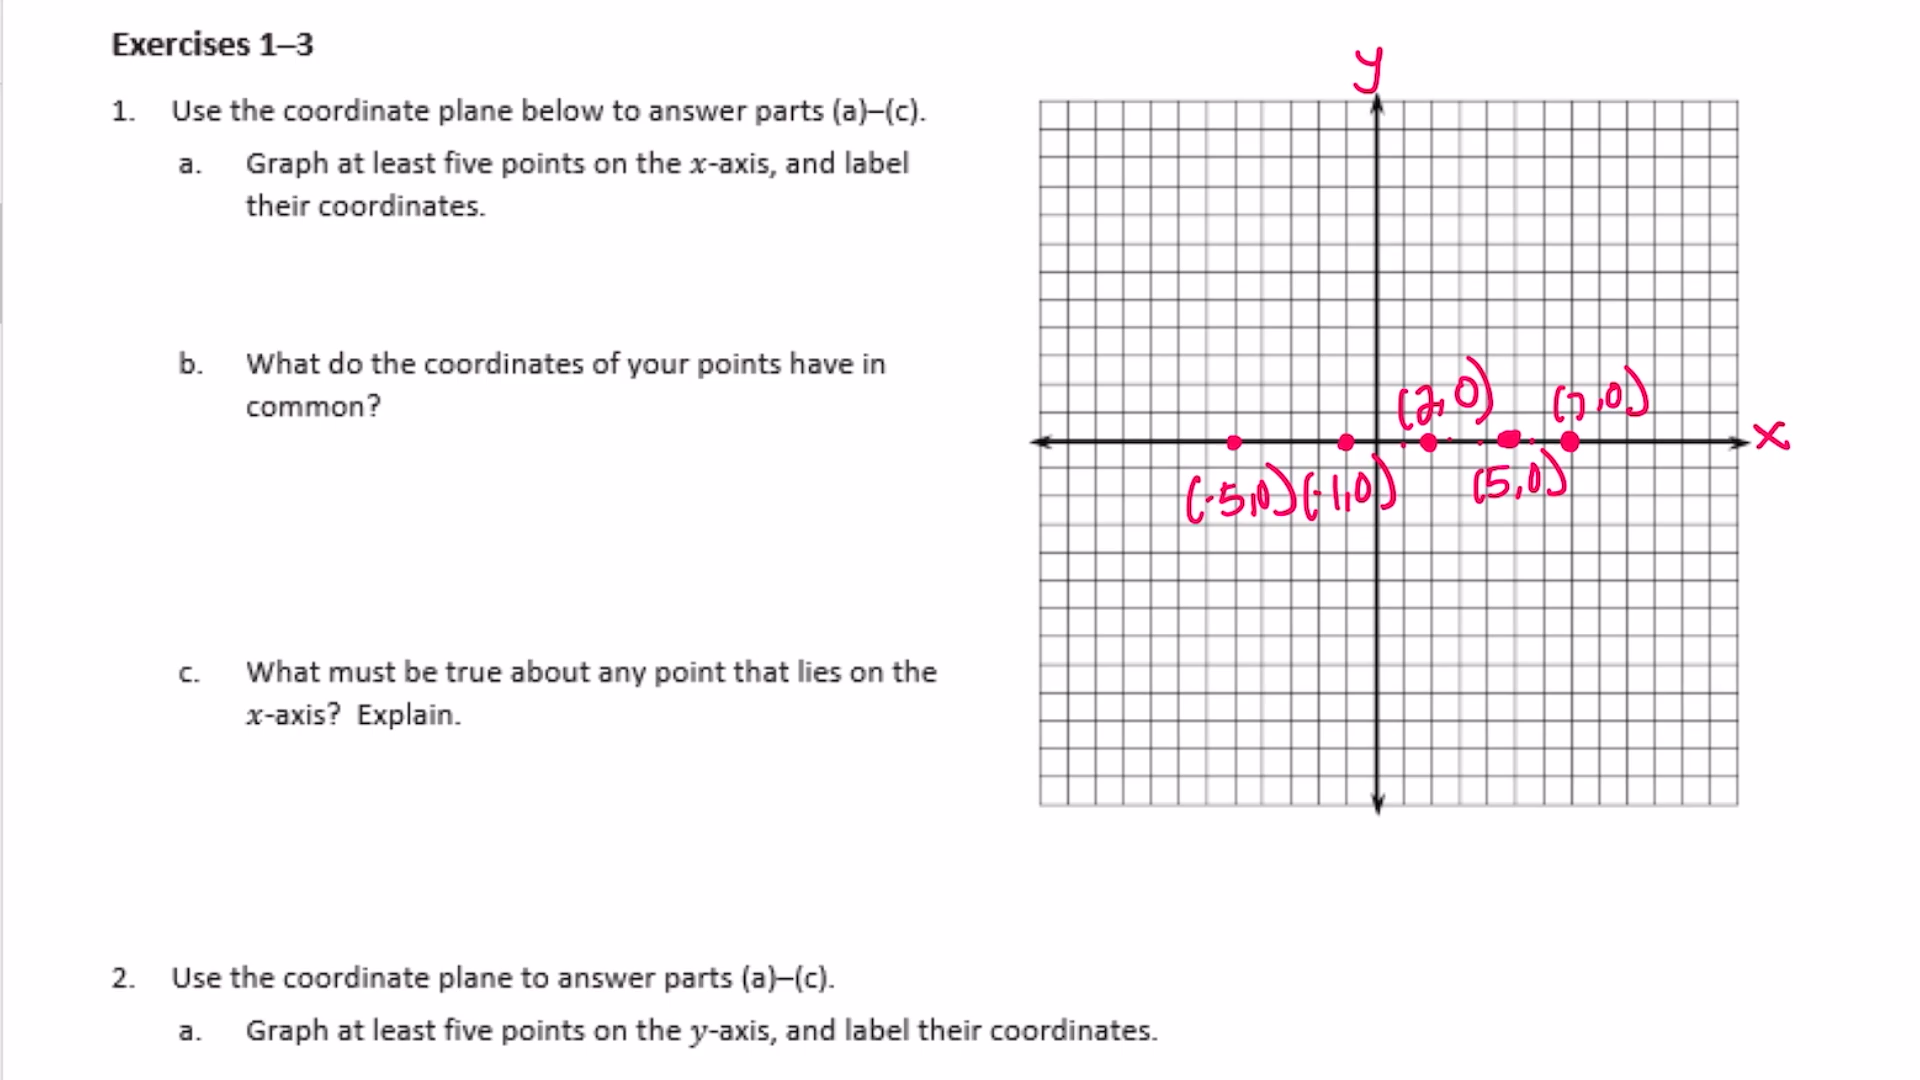 Exercises 1–3
1. Use the coordinate plane below to answer parts (a)–(c).
a. Graph at least five points on the x-axis, and label
their coordinates.
b. What do the coordinates of your points have in
common?
c. What must be true about any point that lies on the
x-axis? Explain.
y
(2,0) (7,0)
x
(-5,0) (-1,0) (5,0)
2. Use the coordinate plane to answer parts (a)–(c).
a. Graph at least five points on the y-axis, and label their coordinates.